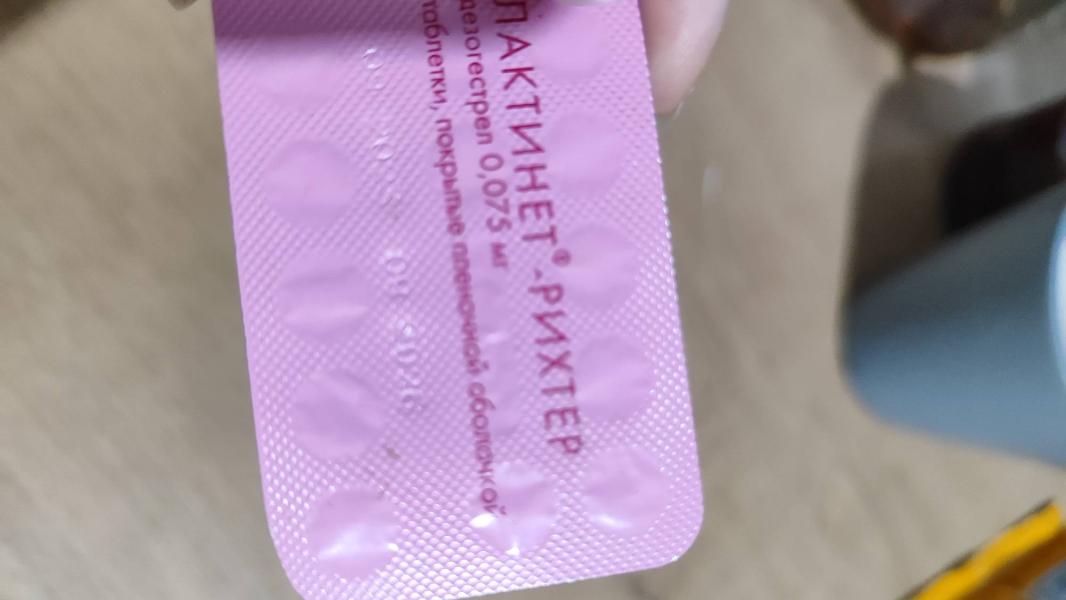 ЛАКТИНЕТ®-РИХТЕР
дезогестрел 0,075 мг
таблетки, покрытые пленочной оболочкой